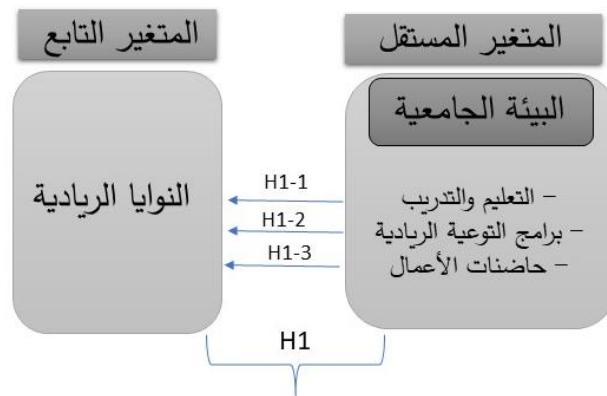 المتغير المستقل
المتغير التابع
البيئة الجامعية
– التعليم والتدريب
– برامج التوعية الريادية
– حاضنات الأعمال
النوايا الريادية
H1-1
H1-2
H1-3
H1